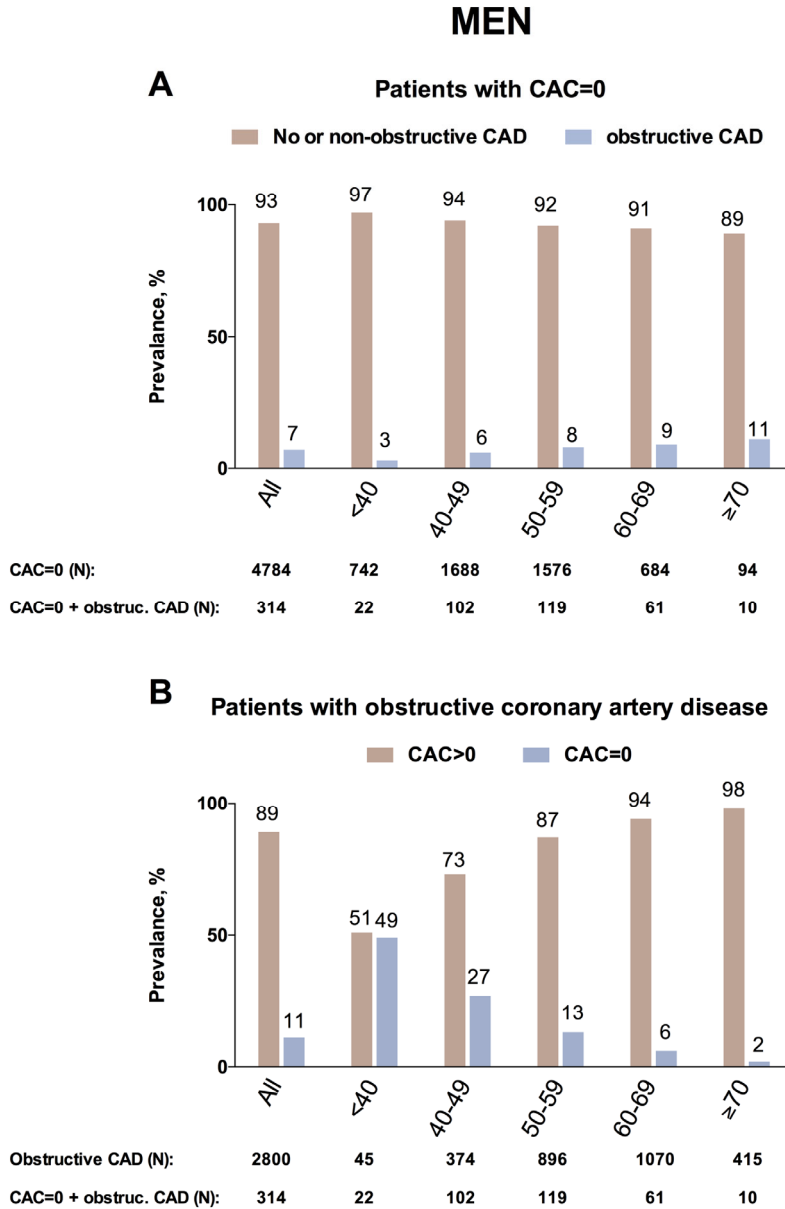 MEN
A
Patients with CAC=0
No or non-obstructive CAD obstructive CAD
Prevalance, %
100
50
0
93 97 94 92 91 89
7 3 6 8 9 11
All <40 40-49 50-59 60-69 ≥70
CAC=0 (N): 4784 742 1688 1576 684 94
CAC=0 + obstruc. CAD (N): 314 22 102 119 61 10
B
Patients with obstructive coronary artery disease
CAC>0 CAC=0
Prevalance, %
100
50
0
89 51 73 87 94 98
11 49 27 13 6 2
All <40 40-49 50-59 60-69 ≥70
Obstructive CAD (N): 2800 45 374 896 1070 415
CAC=0 + obstruc. CAD (N): 314 22 102 119 61 10